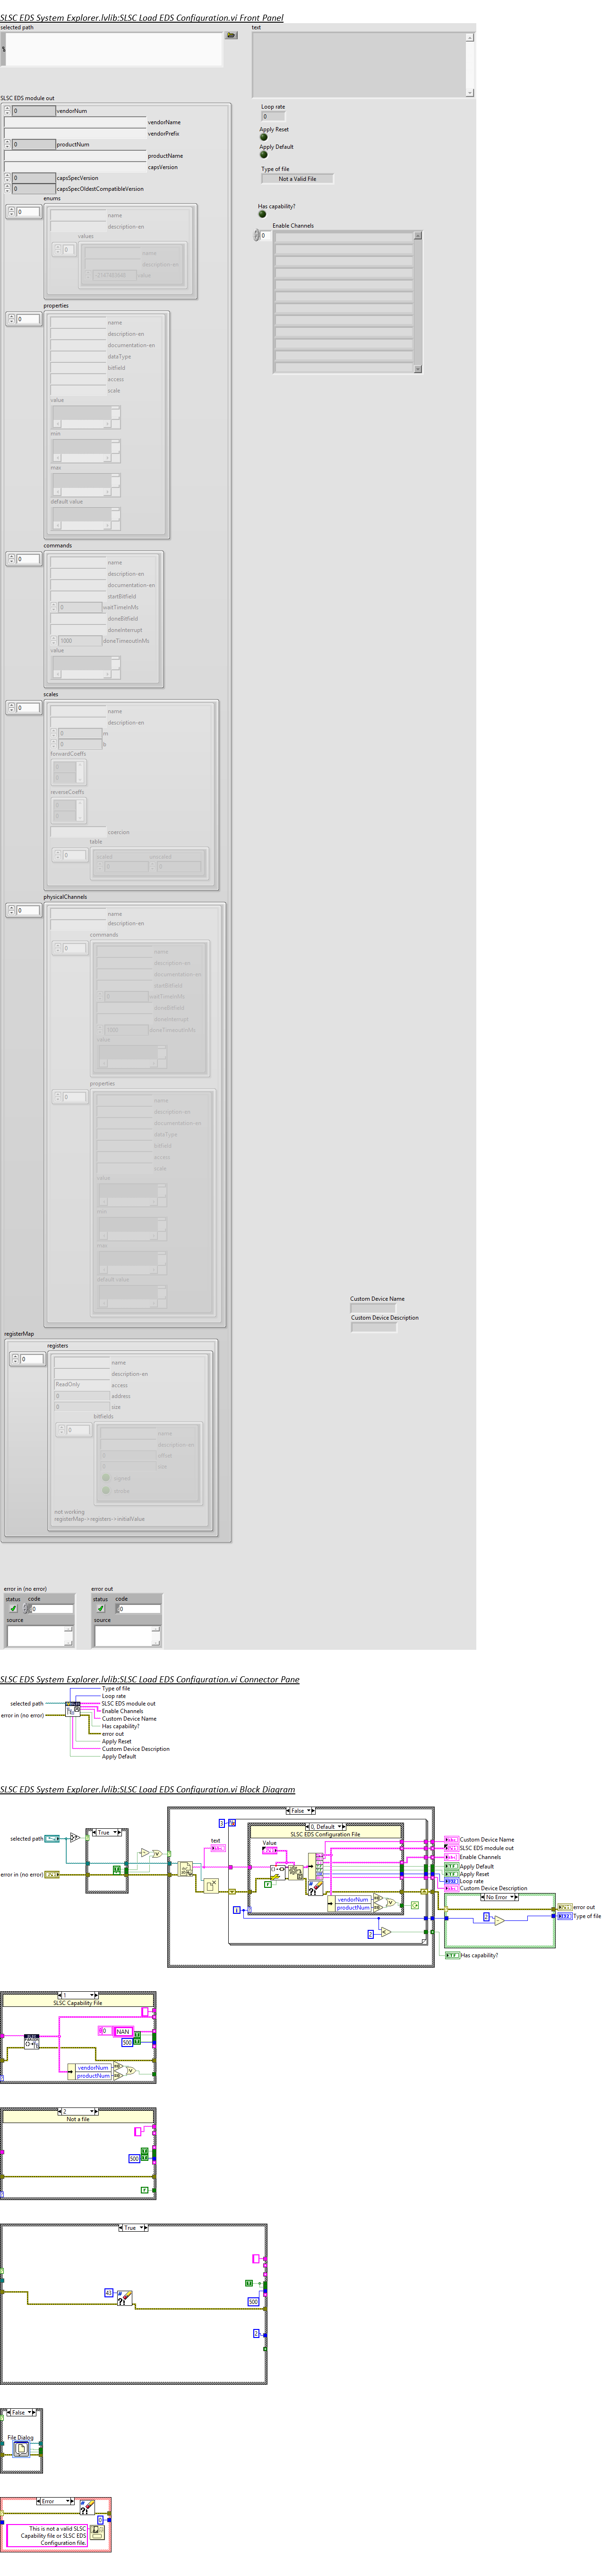 SLSC EDS System Explorer.lvlib:SLSC Load EDS Configuration.vi Front Panel
selected path
text
Loop rate
0
Apply Reset
Apply Default
Type of file
Not a Valid File
Has capability?
Enable Channels
0
SLSC EDS module out
0 vendorNum
vendorName
vendorPrefix
0 productNum
productName
capsVersion
0 capsSpecVersion
0 capsSpecOldestCompatibleVersion
enums
0
name
description-en
values
0
name
description-en
-2147483648 value
properties
0
name
description-en
documentation-en
dataType
bitfield
access
scale
value
min
max
default value
commands
0
name
description-en
documentation-en
startBitfield
0 waitTimeInMs
doneBitfield
doneInterrupt
1000 doneTimeoutInMs
value
scales
0
name
description-en
0 m
0 b
forwardCoeffs
0
0
reverseCoeffs
0
0
coercion
table
0
scaled unscaled
0 0
physicalChannels
0
name
description-en
commands
0
name
description-en
documentation-en
startBitfield
0 waitTimeInMs
doneBitfield
doneInterrupt
1000 doneTimeoutInMs
value
properties
0
name
description-en
documentation-en
dataType
bitfield
access
scale
value
min
max
default value
Custom Device Name
Custom Device Description
registerMap
registers
0
name
description-en
ReadOnly access
0 address
8 size
bitfields
0
name
description-en
0 offset
0 size
signed
strobe
not working
registerMap->registers->initialValue
error in (no error)
status code
0
source
error out
status code
0
source
SLSC EDS System Explorer.lvlib:SLSC Load EDS Configuration.vi Connector Pane
selected path
error in (no error)
Type of file
Loop rate
SLSC EDS module out
Enable Channels
Custom Device Name
Has capability?
error out
Apply Reset
Custom Device Description
Apply Default
SLSC EDS System Explorer.lvlib:SLSC Load EDS Configuration.vi Block Diagram
selected path
error in (no error)
True
False
text
3
0, Default
SLSC EDS Configuration File
Value
vendorNum
productNum
i
2
Custom Device Name
SLSC EDS module out
Enable Channels
Apply Default
Apply Reset
Loop rate
Custom Device Description
No Error
2
error out
Type of file
Has capability?
1
SLSC Capability File
0 NAN
500
vendorNum
productNum
2
Not a file
500
F
True
43
500
2
False
File Dialog
Error
This is not a valid SLSC
Capability file or SLSC EDS
Configuration file.